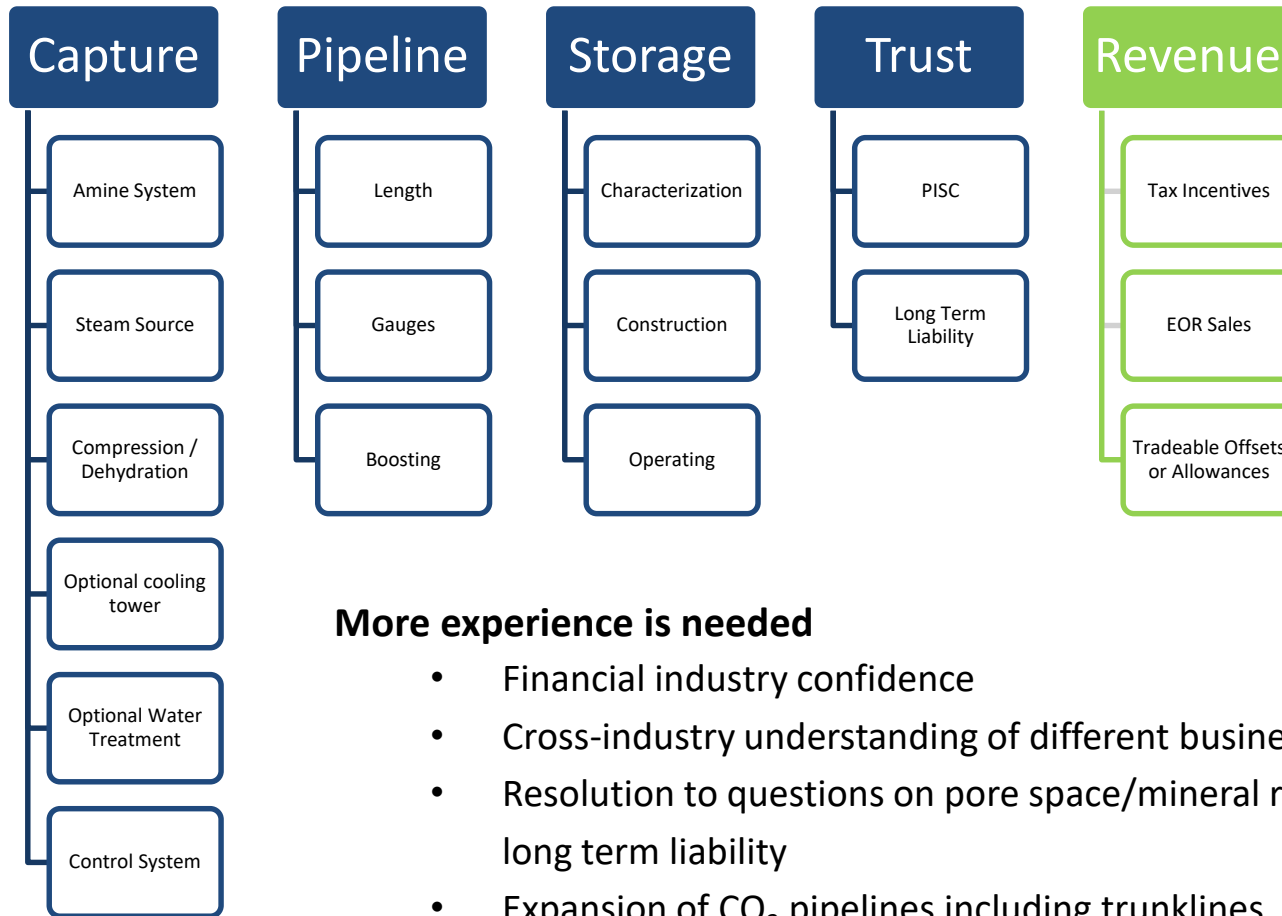 Capture
Amine System
Steam Source
Compression /
Dehydration
Optional cooling
tower
Optional Water
Treatment
Control System
Pipeline
Length
Gauges
Boosting
Storage
Characterization
Construction
Operating
Trust
PISC
Long Term
Liability
Revenue
Tax Incentives
EOR Sales
Tradeable Offsets
or Allowances
More experience is needed
• Financial industry confidence
• Cross-industry understanding of different
• Resolution to questions on pore space/mineral
long term liability
• Expansion of CO₂ pipelines including trunklines